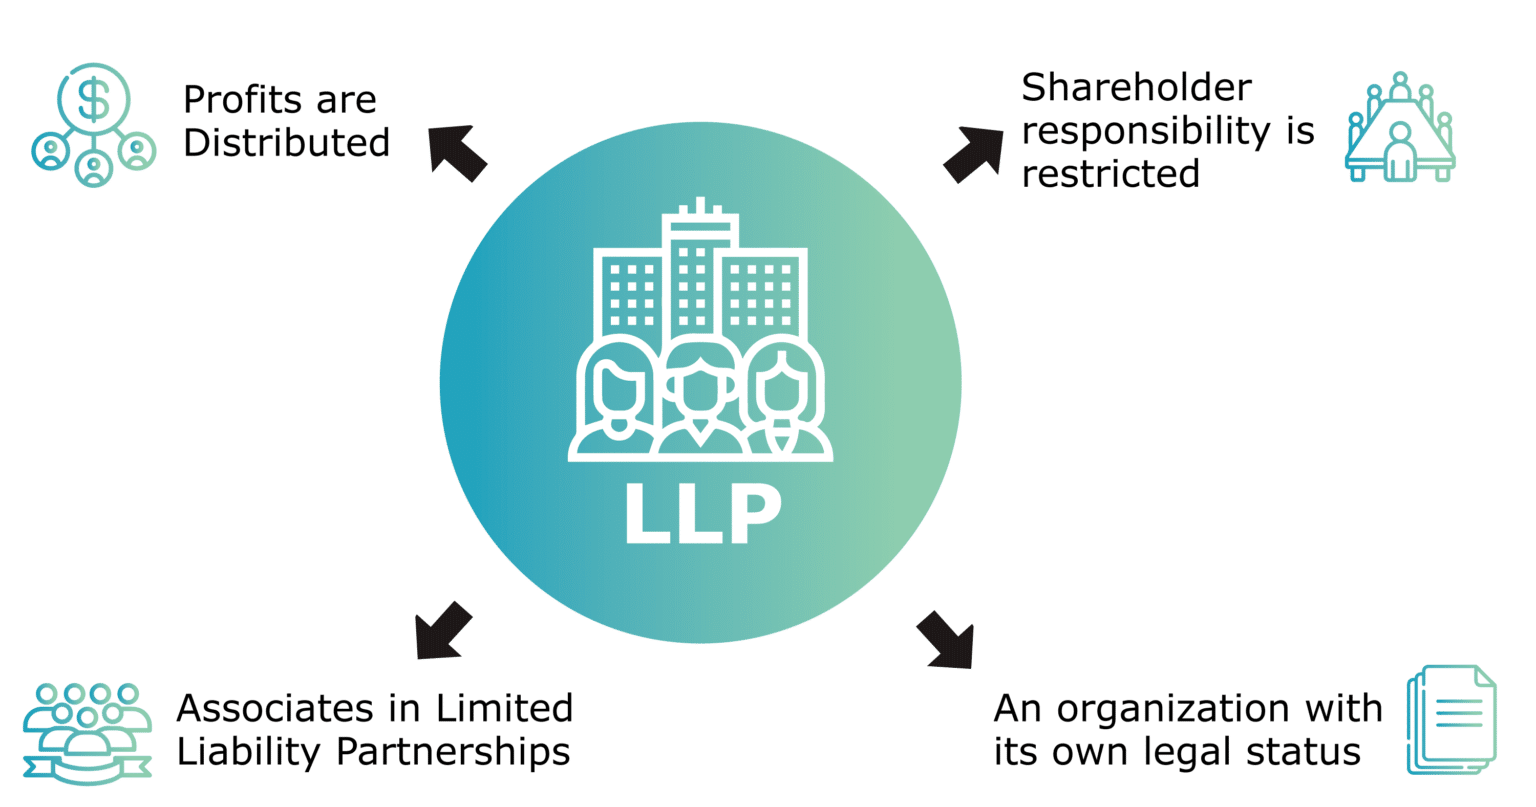 Profits are
Distributed
Shareholder
responsibility is
restricted
$
LLP
Associates in Limited
Liability Partnerships
An organization with
its own legal status